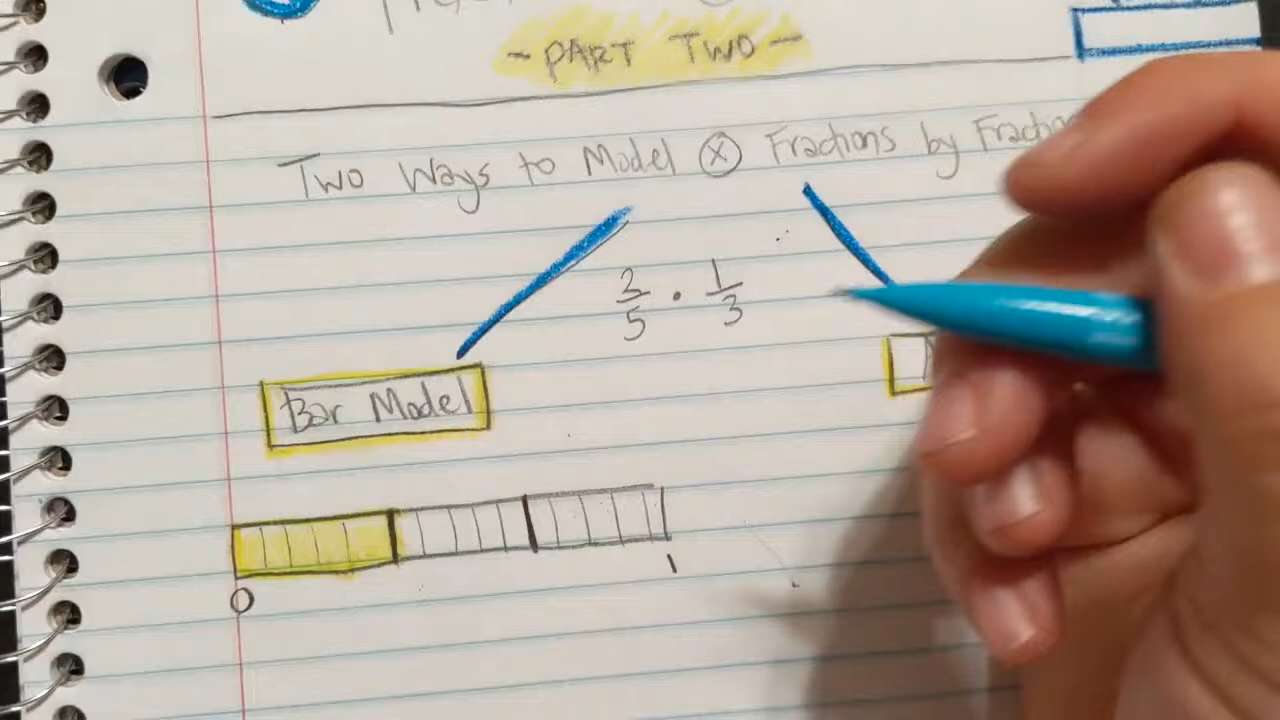 - PART TWO -
Two Ways to Model ⊗ Fractions by
2/5 · 1/3
Bar Model
0
1